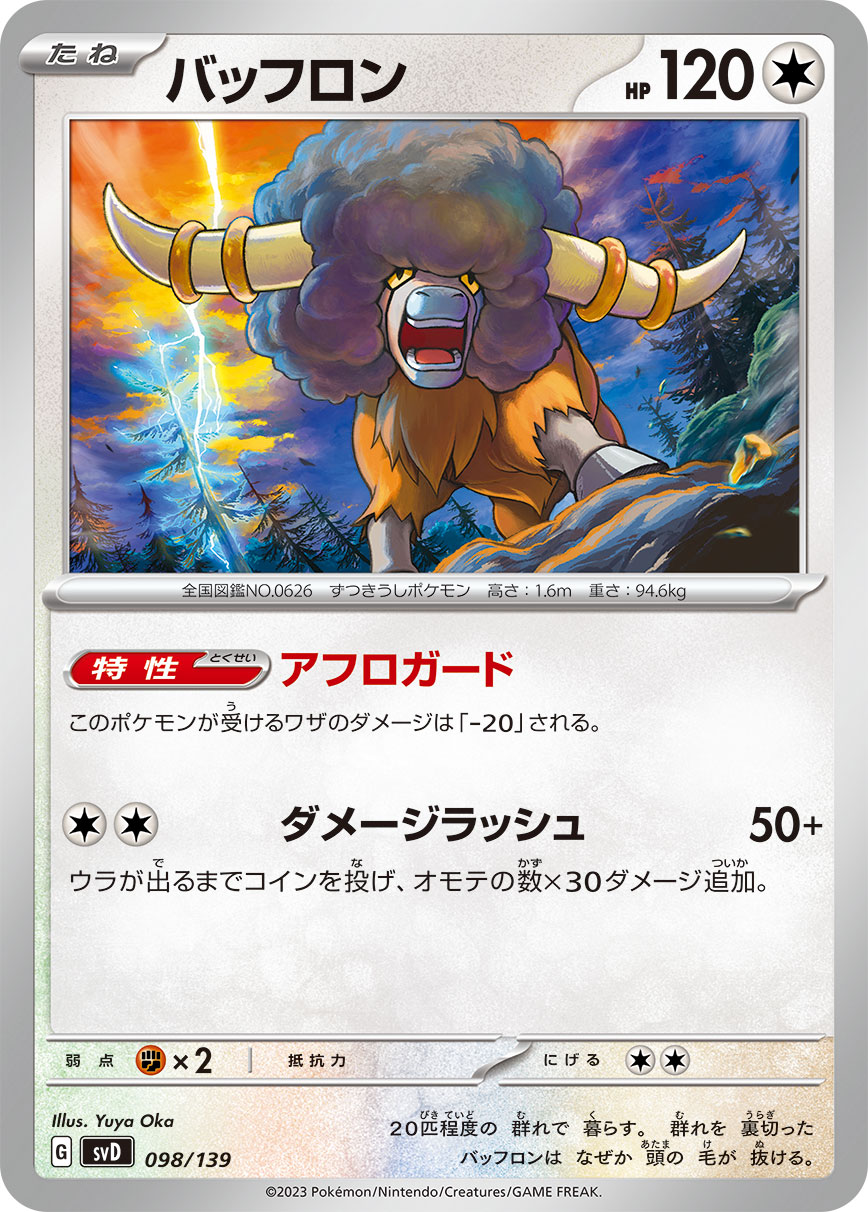 たね
バッフロン
HP 120
全国図鑑NO.0626 ずつきうしポケモン 高さ：1.6m 重さ：94.6kg
特性 とくせい アフロガード
このポケモンが受けるワザのダメージは「-20」される。
ダメージラッシュ 50+
ウラが出るまでコインを投げ、オモテの数×30ダメージ追加。
弱点 ×2 抵抗力 にげる
Illus. Yuya Oka
G svD 098/139
20匹程度の 群れで 暮らす。 群れを 裏切った
バッフロンは なぜか 頭の 毛が 抜ける。
©2023 Pokémon/Nintendo/Creatures/GAME FREAK.